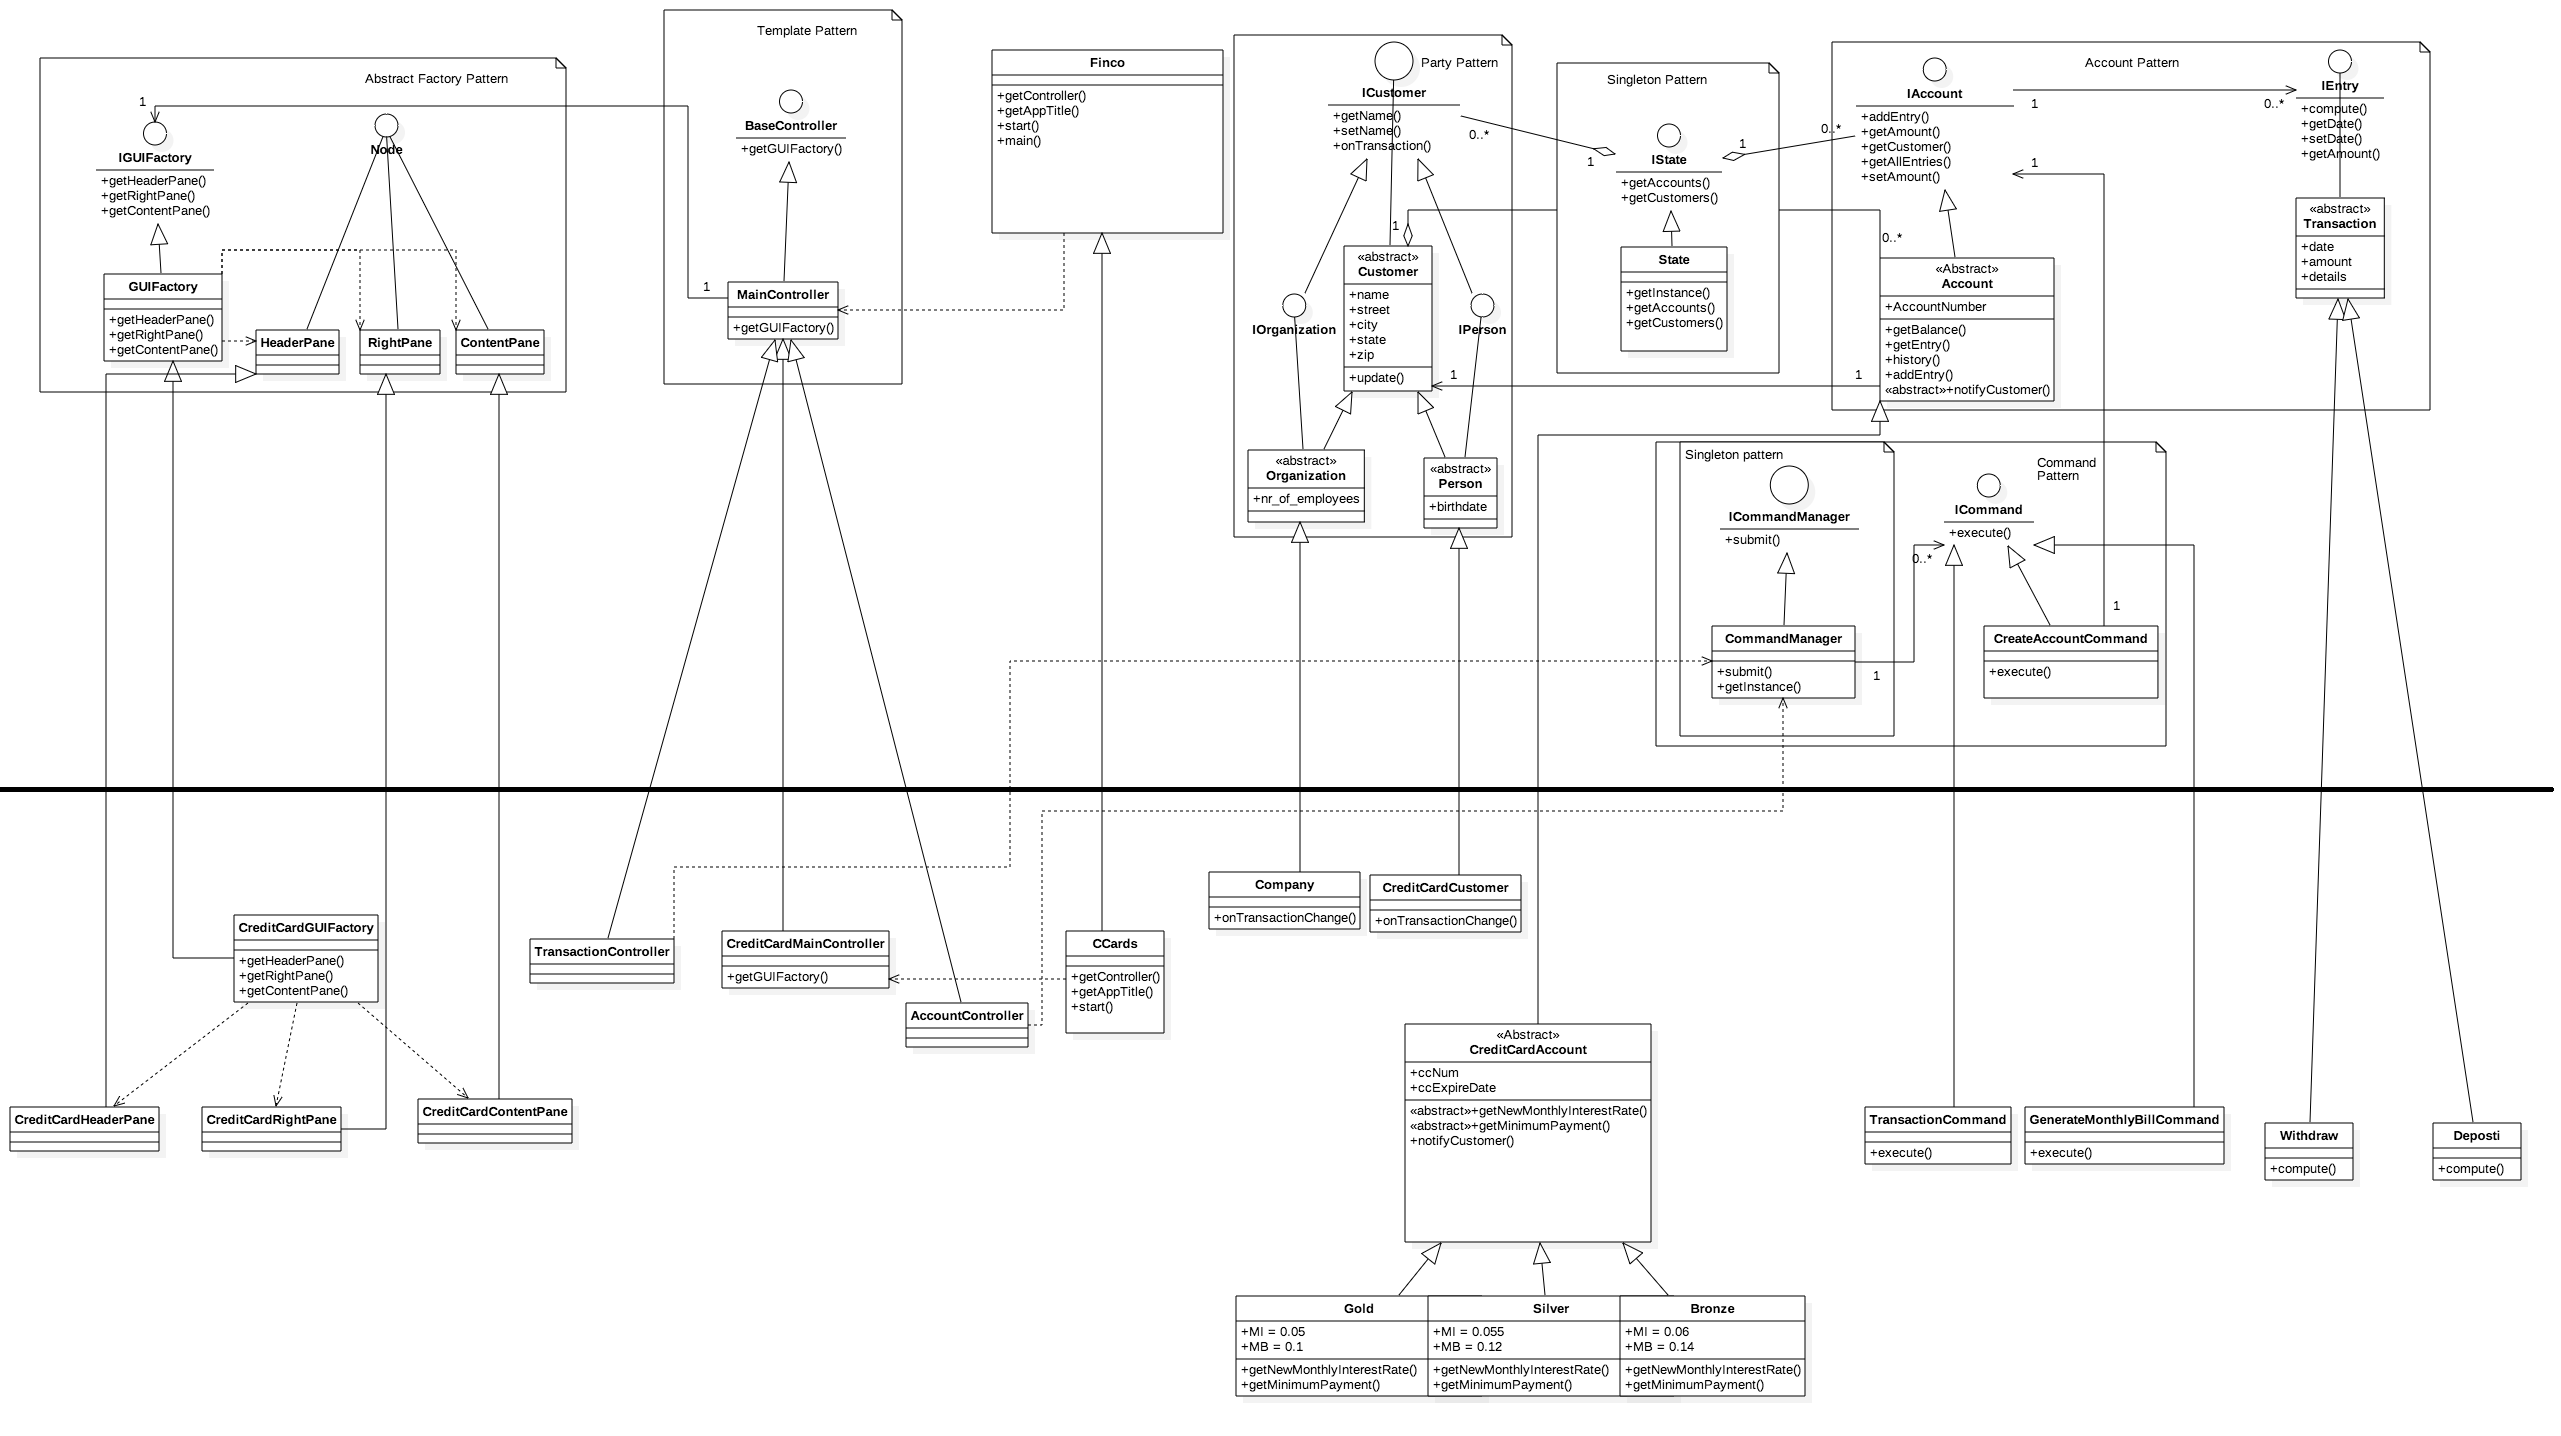 Abstract Factory Pattern
1
IGUIFactory
+getHeaderPane()
+getRightPane()
+getContentPane()
Node
GUIFactory
+getHeaderPane()
+getRightPane()
+getContentPane()
HeaderPane
RightPane
ContentPane
Template Pattern
BaseController
+getGUIFactory()
1
MainController
+getGUIFactory()
Finco
+getController()
+getAppTitle()
+start()
+main()
Party Pattern
ICustomer
+getName()
+setName()
+onTransaction()
0..*
1
1
«abstract»
Customer
+name
+street
+city
+state
+zip
+update()
IOrganization
IPerson
1
«abstract»
Organization
+nr_of_employees
«abstract»
Person
+birthdate
Singleton Pattern
IState
+getAccounts()
+getCustomers()
1
0..*
State
+getInstance()
+getAccounts()
+getCustomers()
Account Pattern
IAccount
+addEntry()
+getAmount()
+getCustomer()
+getAllEntries()
+setAmount()
1
0..*
1
0..*
«Abstract»
Account
+AccountNumber
+getBalance()
+getEntry()
+history()
+addEntry()
«abstract»+notifyCustomer()
1
IEntry
+compute()
+getDate()
+setDate()
+getAmount()
«abstract»
Transaction
+date
+amount
+details
Singleton pattern
ICommandManager
+submit()
CommandManager
+submit()
+getInstance()
1
Command
Pattern
ICommand
+execute()
0..*
1
CreateAccountCommand
+execute()
CreditCardGUIFactory
+getHeaderPane()
+getRightPane()
+getContentPane()
CreditCardHeaderPane
CreditCardRightPane
CreditCardContentPane
TransactionController
CreditCardMainController
+getGUIFactory()
AccountController
CCards
+getController()
+getAppTitle()
+start()
Company
+onTransactionChange()
CreditCardCustomer
+onTransactionChange()
«Abstract»
CreditCardAccount
+ccNum
+ccExpireDate
«abstract»+getNewMonthlyInterestRate()
«abstract»+getMinimumPayment()
+notifyCustomer()
Gold
+MI = 0.05
+MB = 0.1
+getNewMonthlyInterestRate()
+getMinimumPayment()
Silver
+MI = 0.055
+MB = 0.12
+getNewMonthlyInterestRate()
+getMinimumPayment()
Bronze
+MI = 0.06
+MB = 0.14
+getNewMonthlyInterestRate()
+getMinimumPayment()
TransactionCommand
+execute()
GenerateMonthlyBillCommand
+execute()
Withdraw
+compute()
Deposti
+compute()